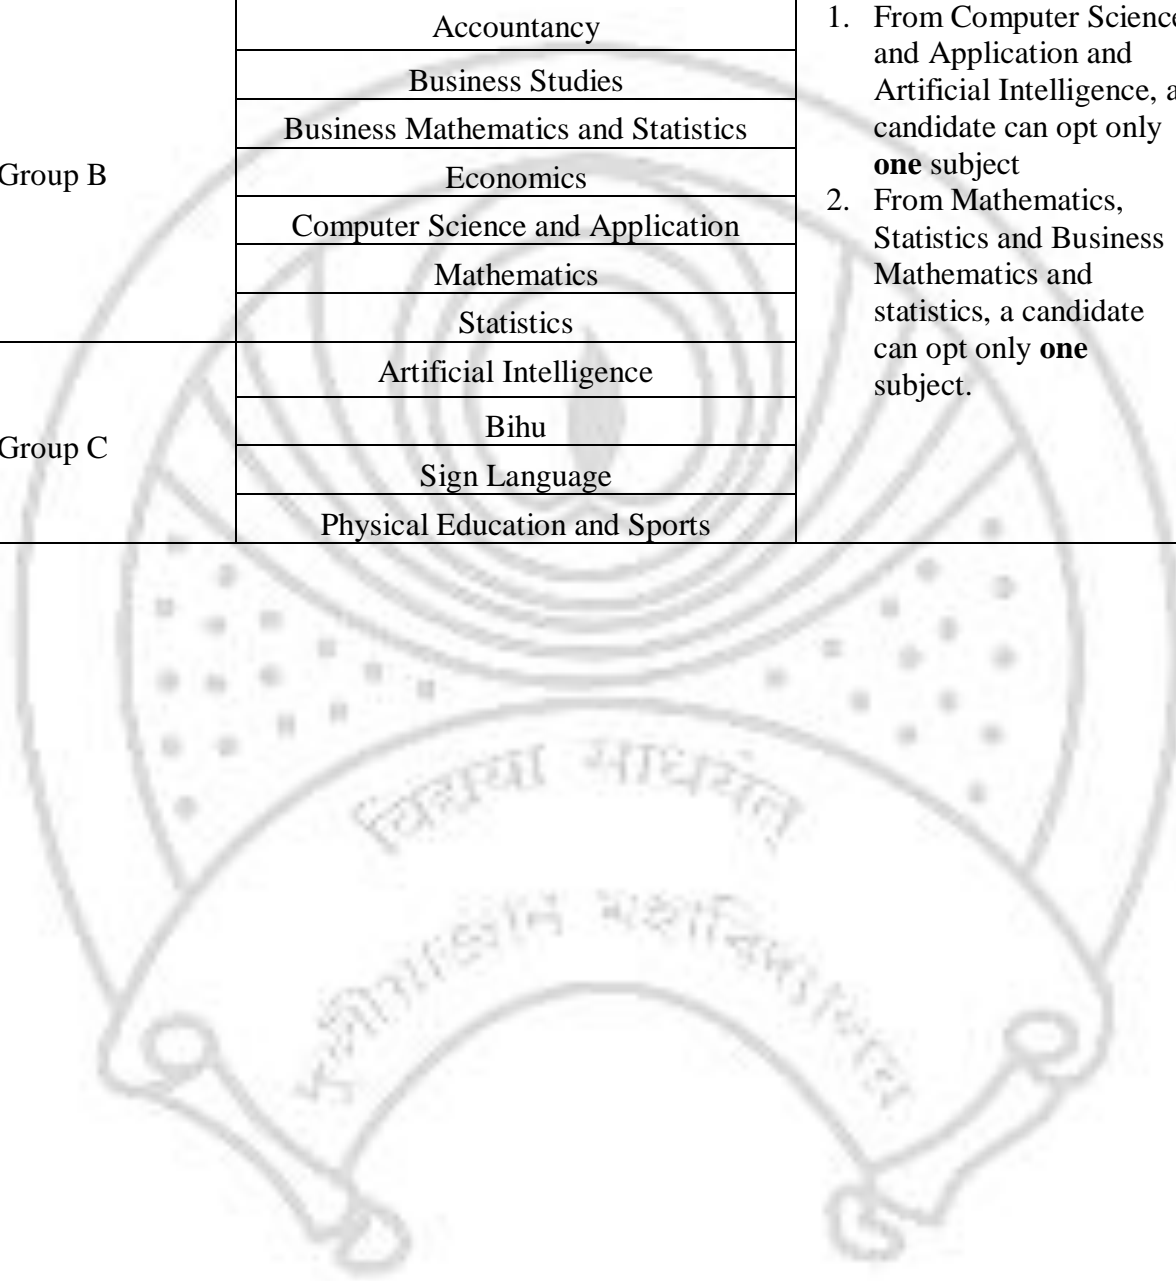 Accountancy
Business Studies
Business Mathematics and Statistics
Group B
Economics
Computer Science and Application
Mathematics
Statistics
1. From Computer Science
and Application and
Artificial Intelligence, a
candidate can opt only
one subject
2. From Mathematics,
Statistics and Business
Mathematics and
statistics, a candidate
can opt only one
subject.
Group C
Artificial Intelligence
Bihu
Sign Language
Physical Education and Sports